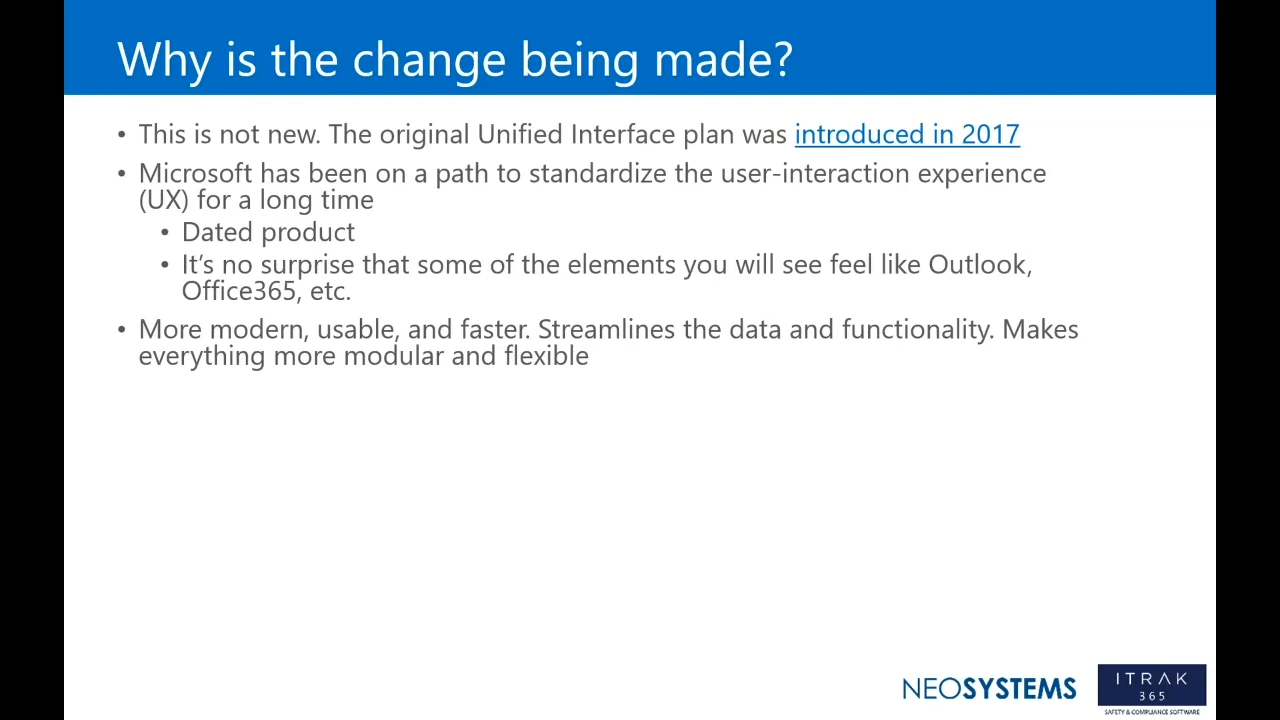 Why is the change being made?
• This is not new. The original Unified Interface plan was introduced in 2017
• Microsoft has been on a path to standardize the user-interaction experience
(UX) for a long time
• Dated product
• It’s no surprise that some of the elements you will see feel like Outlook,
Office365, etc.
• More modern, usable, and faster. Streamlines the data and functionality. Makes
everything more modular and flexible
NEOSYSTEMS
ITRAK
365
SAFETY & COMPLIANCE SOFTWARE